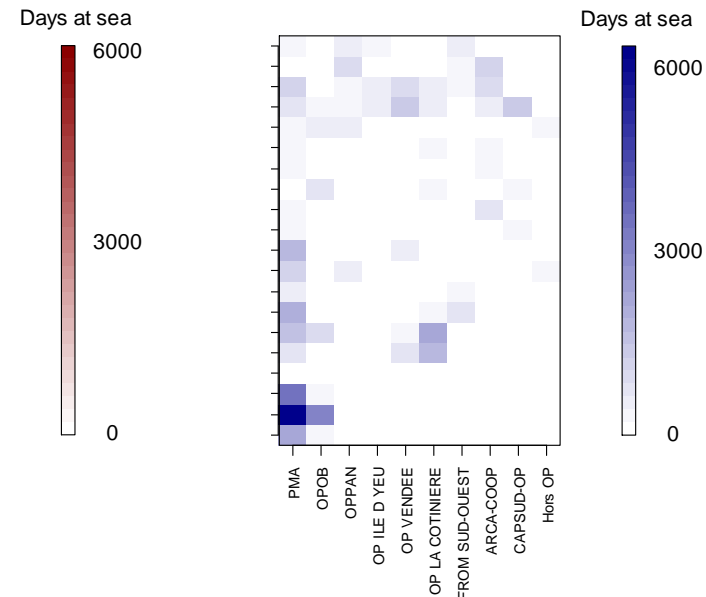 Days at sea
6000
3000
0
Days at sea
6000
3000
0
PMA
OPOB
OPPAN
OP ILE D YEU
OP VENDEE
OP LA COTINIERE
FROM SUD-OUEST
ARCA-COOP
CAPSUD-OP
Hors OP